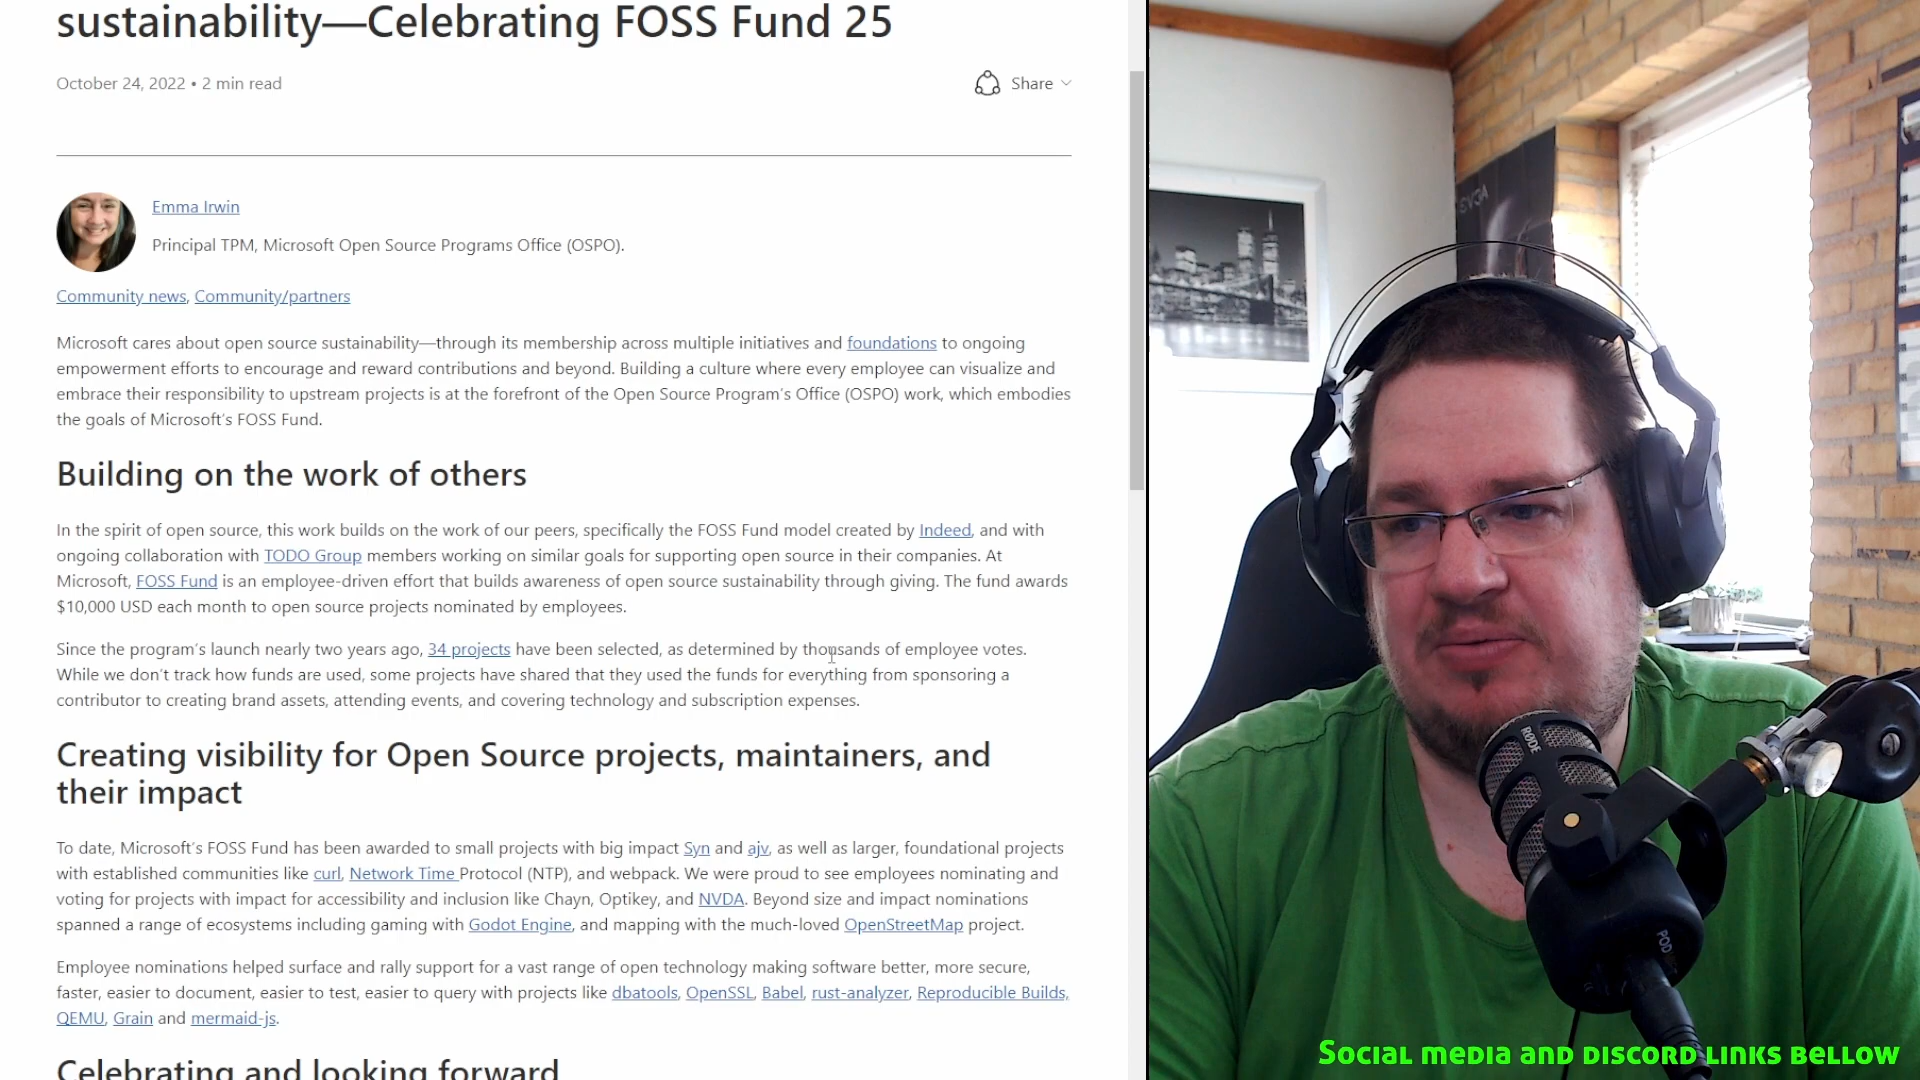 sustainability—Celebrating FOSS Fund 25
October 24, 2022 • 2 min read
Share
Emma Irwin
Principal TPM, Microsoft Open Source Programs Office (OSPO).
Community news, Community/partners
Microsoft cares about open source sustainability—through its membership across multiple initiatives and foundations to ongoing
empowerment efforts to encourage and reward contributions and beyond. Building a culture where every employee can visualize and
embrace their responsibility to upstream projects is at the forefront of the Open Source Program's Office (OSPO) work, which embodies
the goals of Microsoft's FOSS Fund.
Building on the work of others
In the spirit of open source, this work builds on the work of our peers, specifically the FOSS Fund model created by Indeed, and with
ongoing collaboration with TODO Group members working on similar goals for supporting open source in their companies. At
Microsoft, FOSS Fund is an employee-driven effort that builds awareness of open source sustainability through giving. The fund awards
$10,000 USD each month to open source projects nominated by employees.
Since the program's launch nearly two years ago, 34 projects have been selected, as determined by thousands of employee votes.
While we don't track how funds are used, some projects have shared that they used the funds for everything from sponsoring a
contributor to creating brand assets, attending events, and covering technology and subscription expenses.
Creating visibility for Open Source projects, maintainers, and
their impact
To date, Microsoft's FOSS Fund has been awarded to small projects with big impact Syn and ajv, as well as larger, foundational projects
with established communities like curl, Network Time Protocol (NTP), and webpack. We were proud to see employees nominating and
voting for projects with impact for accessibility and inclusion like Chayn, Optikey, and NVDA. Beyond size and impact nominations
spanned a range of ecosystems including gaming with Godot Engine, and mapping with the much-loved OpenStreetMap project.
Employee nominations helped surface and rally support for a vast range of open technology making software better, more secure,
faster, easier to document, easier to test, easier to query with projects like dbatools, OpenSSL, Babel, rust-analyzer, Reproducible Builds,
QEMU, Grain and mermaid-js.
Celebrating and looking forward
EVGA
RØDE
POD
Social media and discord links bellow